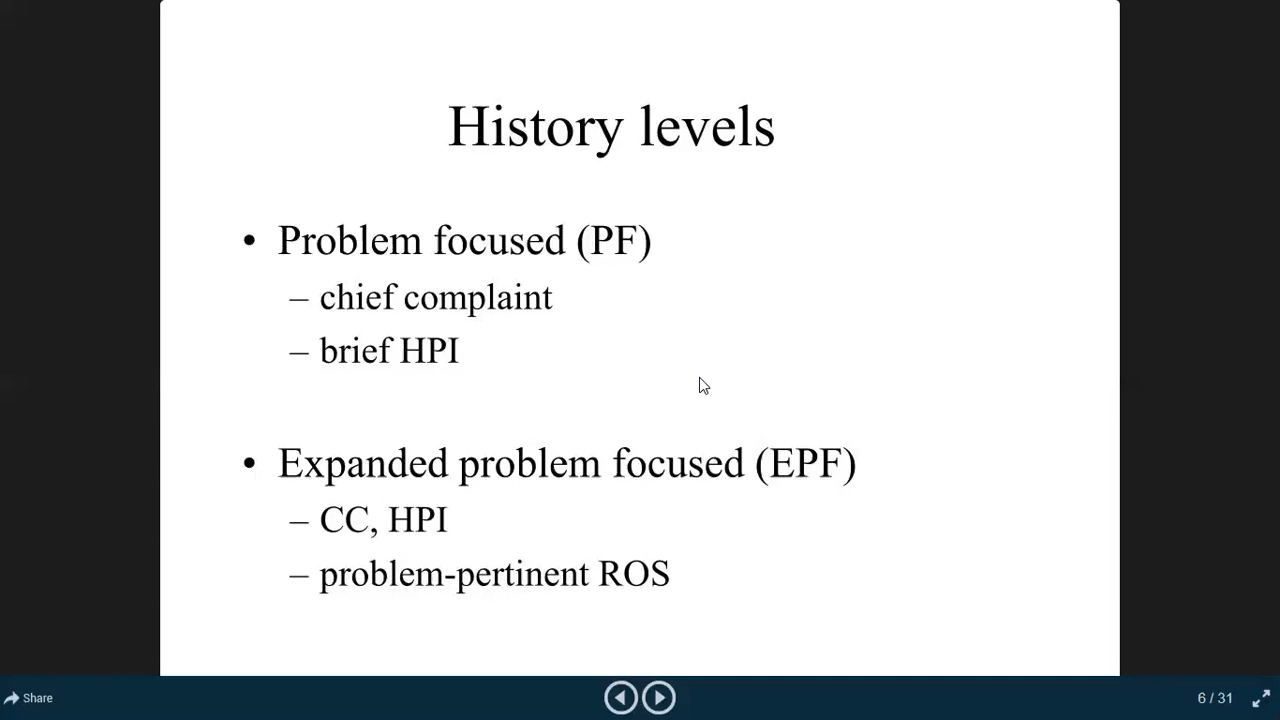 History levels
• Problem focused (PF)
– chief complaint
– brief HPI
• Expanded problem focused (EPF)
– CC, HPI
– problem-pertinent ROS
Share
6 / 31